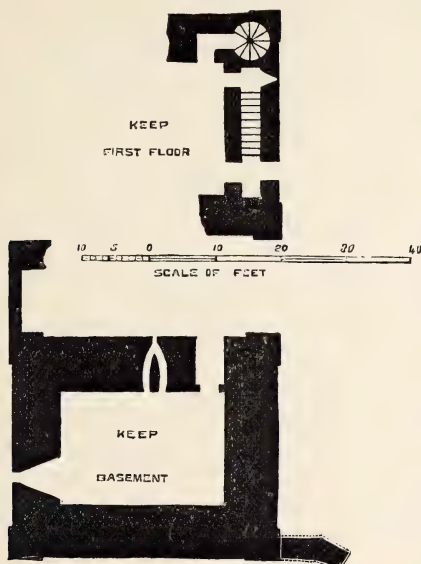 KEEP
FIRST FLOOR
10 5 0 10 20 30 40
SCALE OF FEET
KEEP
BASEMENT